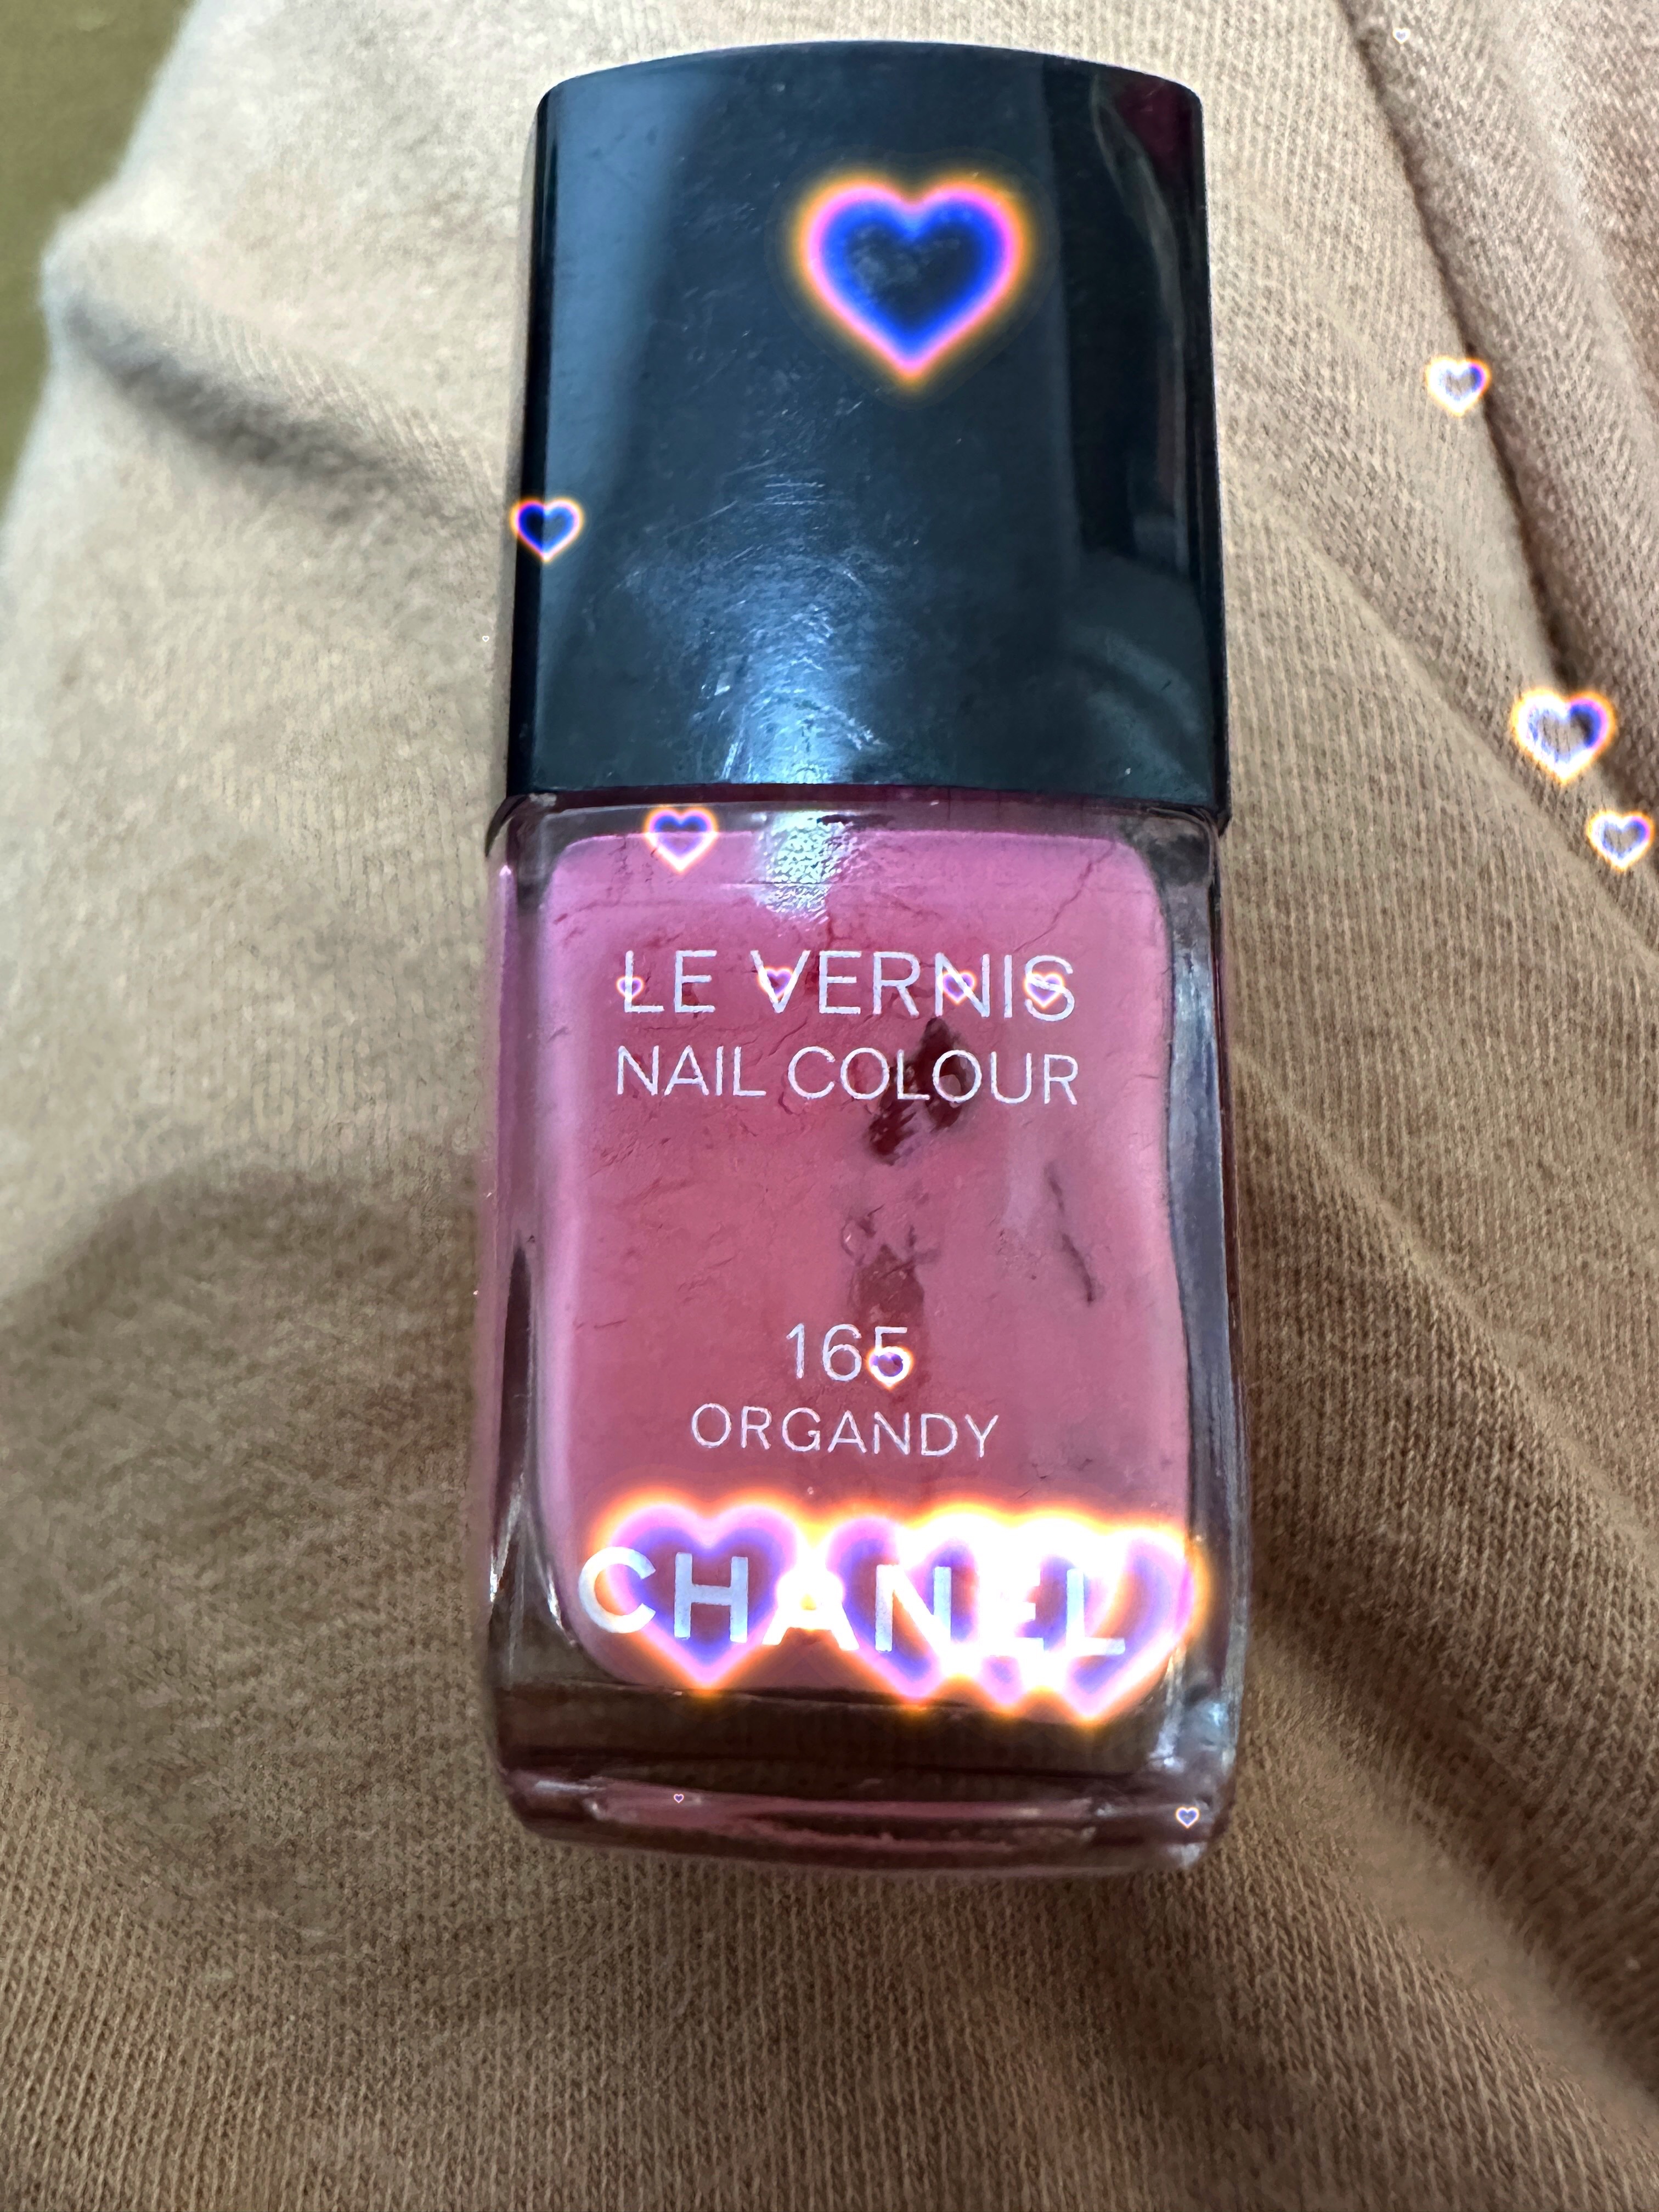 LE VERNIS
NAIL COLOUR
165
ORGANDY
CHANEL